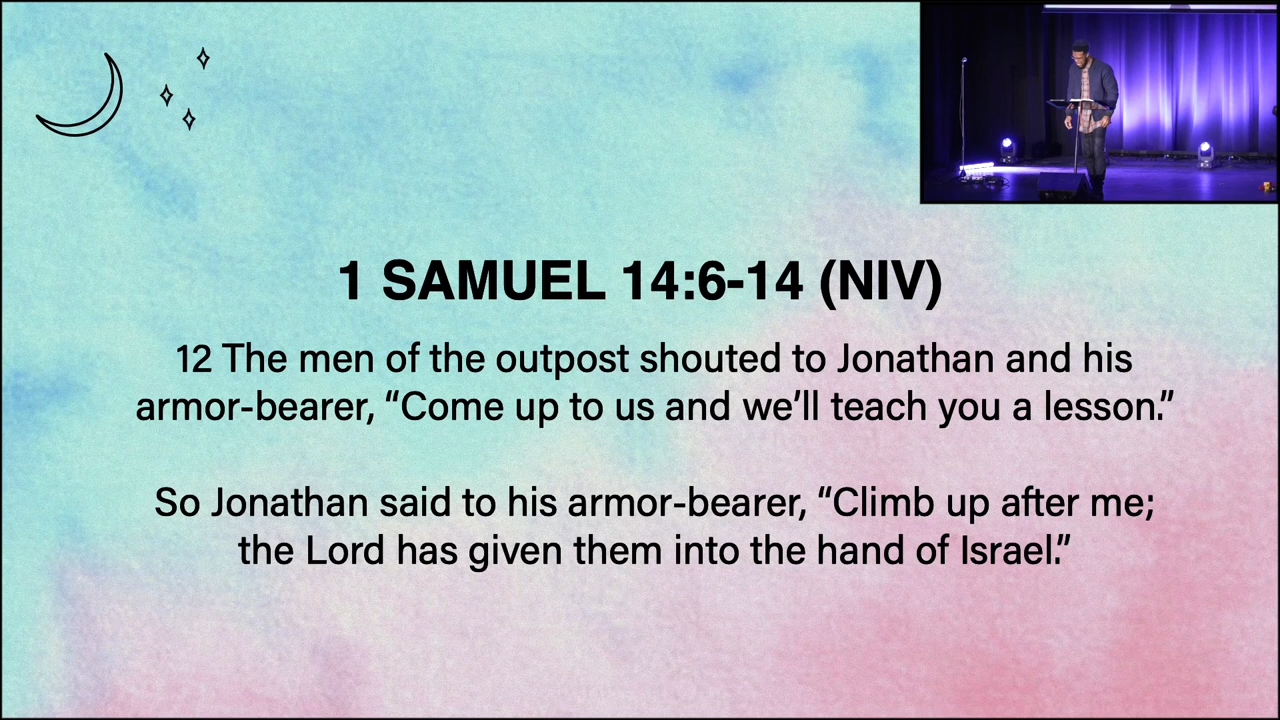 1 SAMUEL 14:6-14 (NIV)
12 The men of the outpost shouted to Jonathan and his
armor-bearer, “Come up to us and we’ll teach you a lesson.”
So Jonathan said to his armor-bearer, “Climb up after me;
the Lord has given them into the hand of Israel.”